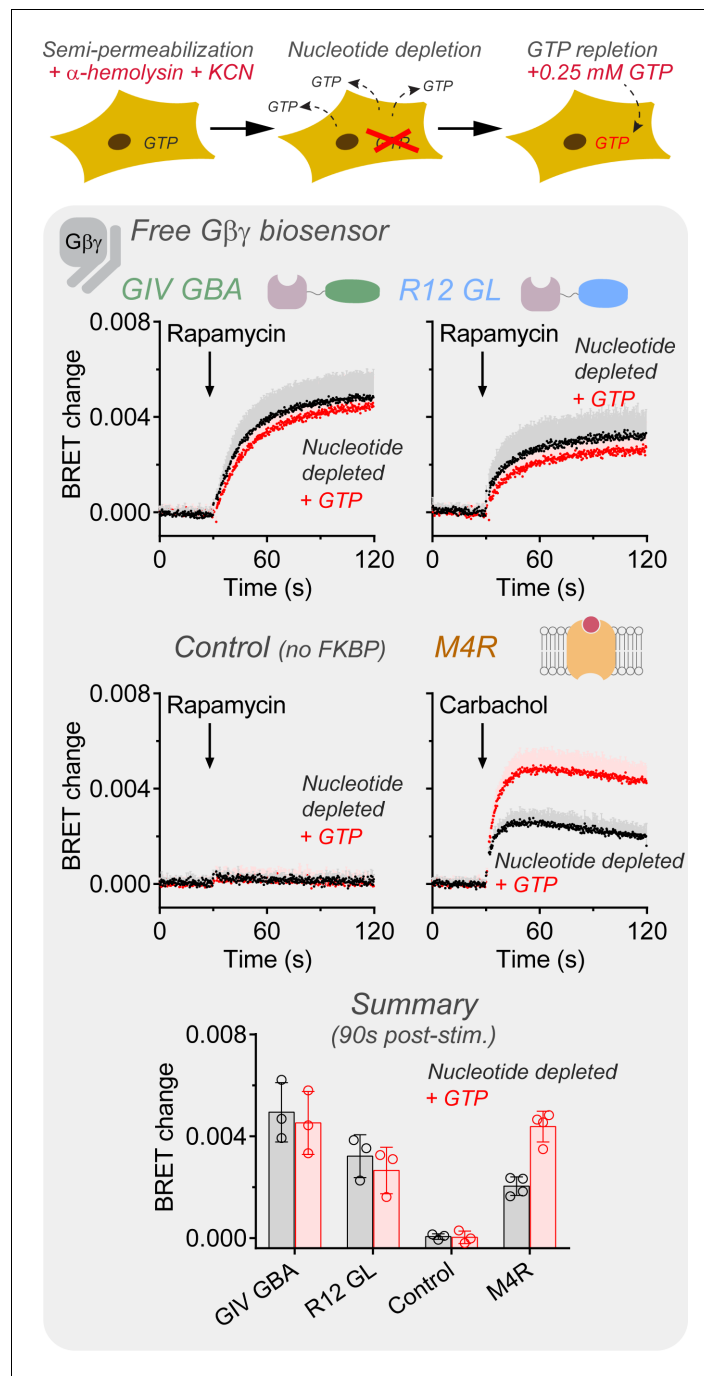 Semi-permeabilization
+ α-hemolysin + KCN
Nucleotide depletion
GTP repletion
+0.25 mM GTP
GTP
GTP
GTP
GTP
GTP
GTP
Gβγ
Free Gβγ biosensor
GIV GBA
R12 GL
BRET change
0.008
0.004
0.000
Rapamycin
Nucleotide
depleted
+ GTP
0
60
120
Time (s)
Rapamycin
Nucleotide
depleted
+ GTP
0
60
120
Time (s)
Control (no FKBP)
M4R
BRET change
0.008
0.004
0.000
Rapamycin
Nucleotide
depleted
+ GTP
0
60
120
Time (s)
Carbachol
Nucleotide depleted
+ GTP
0
60
120
Time (s)
Summary
(90s post-stim.)
BRET change
0.008
0.004
0.000
Nucleotide depleted
+ GTP
GIV GBA
R12 GL
Control
M4R